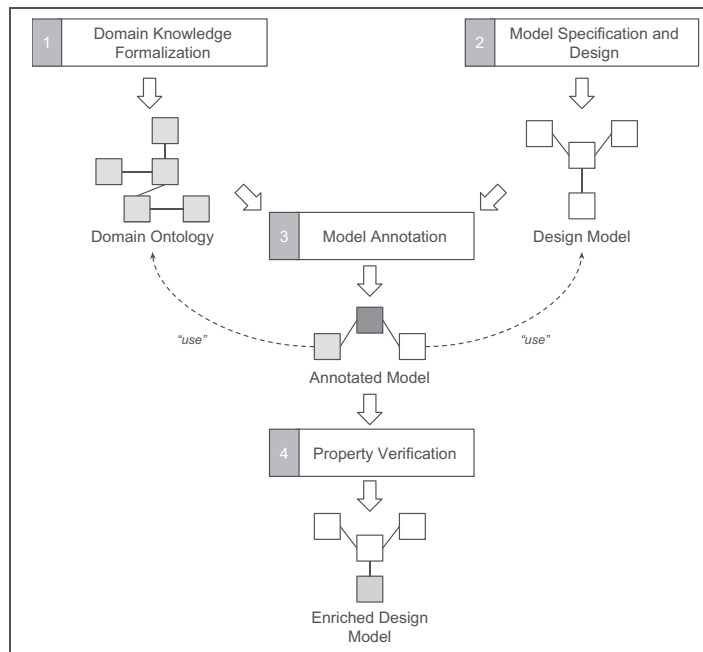 1
Domain Knowledge
Formalization
2
Model Specification and
Design
Domain Ontology
3
Model Annotation
Design Model
"use"
"use"
Annotated Model
4
Property Verification
Enriched Design
Model